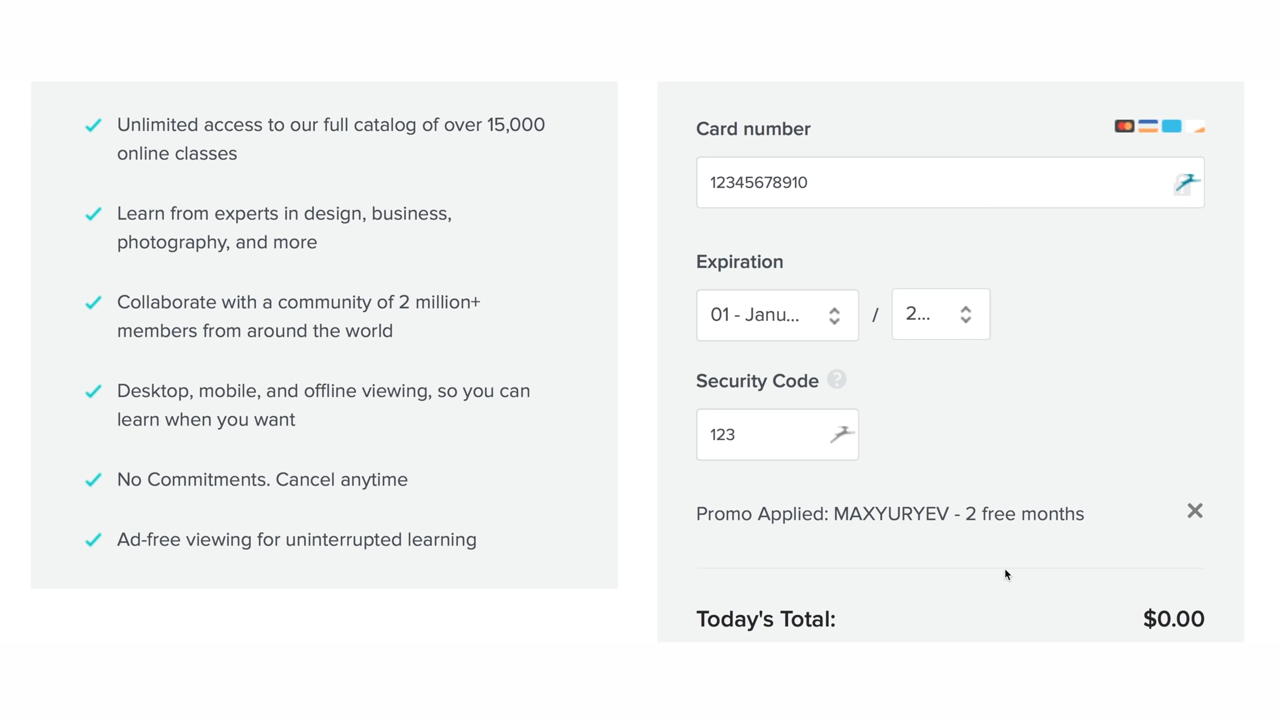 Unlimited access to our full catalog of over 15,000
online classes
Learn from experts in design, business,
photography, and more
Collaborate with a community of 2 million+
members from around the world
Desktop, mobile, and offline viewing, so you can
learn when you want
No Commitments. Cancel anytime
Ad-free viewing for uninterrupted learning
Card number
12345678910
Expiration
01 - Janu... / 2...
Security Code ?
123
Promo Applied: MAXYURYEV - 2 free months
Today's Total: $0.00